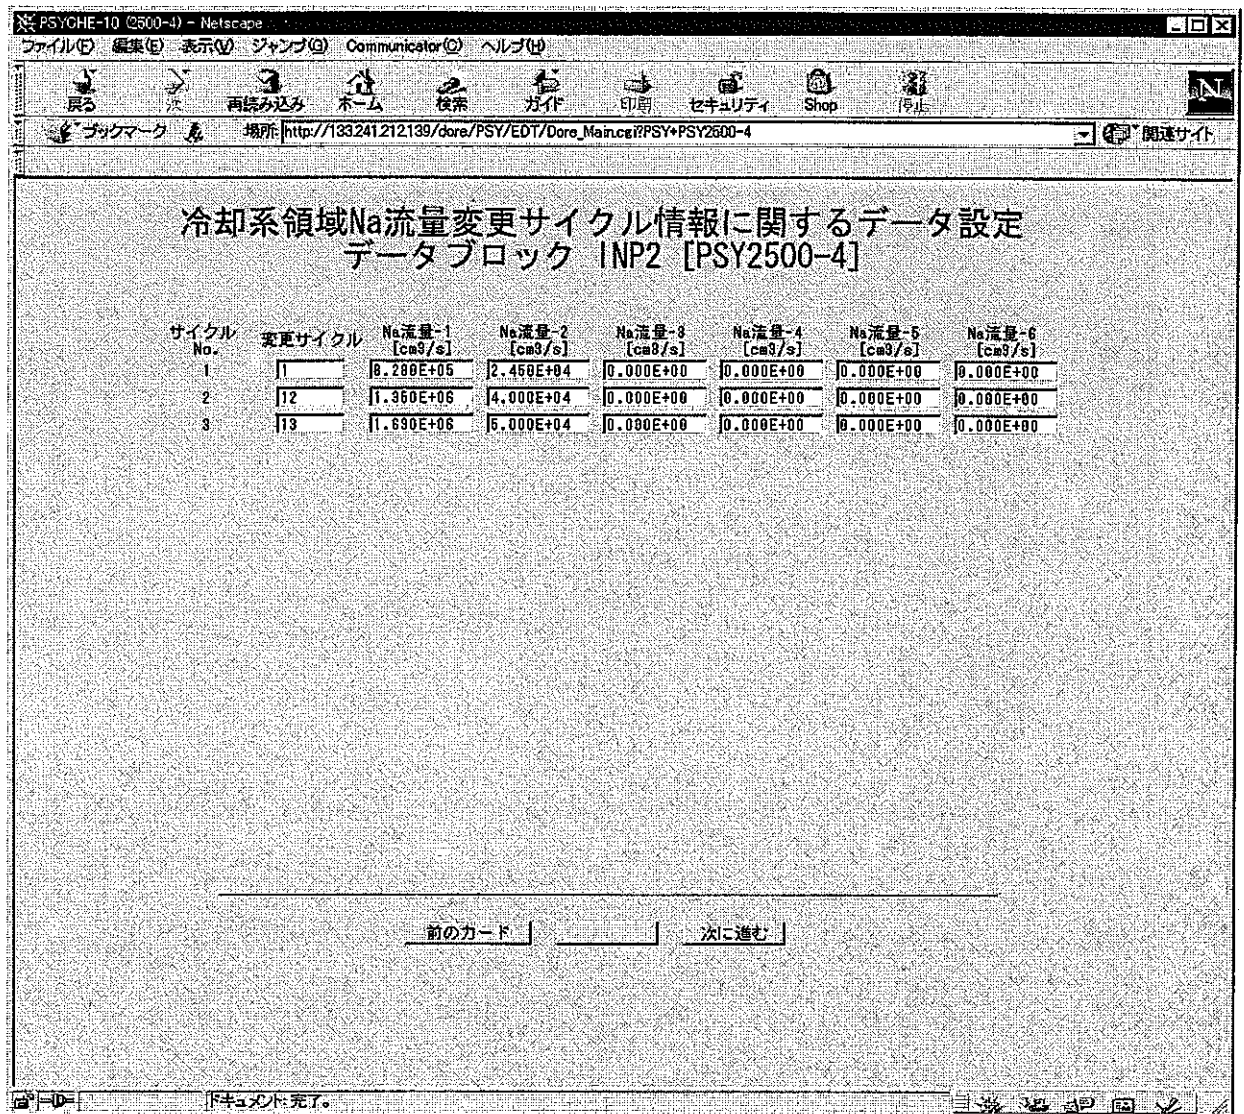 PSYCHE-10 (2500-4) - Netscape
ファイル(F) 編集(E) 表示(V) ジャンプ(G) Communicator(C) ヘルプ(H)
戻る 次 再読み込み ホーム 検索 ガイド 印刷 セキュリティ Shop 停止
ブックマーク 場所: http://133.241.212.139/dore/PSY/EDT/Dore_Main.cgi?PSY+PSY2500-4 関連サイト
冷却系領域Na流量変更サイクル情報に関するデータ設定
データブロック INP2 [PSY2500-4]
サイクル No. 変更サイクル Na流量-1 [cm3/s] Na流量-2 [cm3/s] Na流量-3 [cm3/s] Na流量-4 [cm3/s] Na流量-5 [cm3/s] Na流量-6 [cm3/s]
1 1 8.280E+05 2.450E+04 0.000E+00 0.000E+00 0.000E+00 0.000E+00
2 12 1.360E+06 4.000E+04 0.000E+00 0.000E+00 0.000E+00 0.000E+00
3 13 1.690E+06 5.000E+04 0.000E+00 0.000E+00 0.000E+00 0.000E+00
前のカード 次に進む
ドキュメント: 完了。